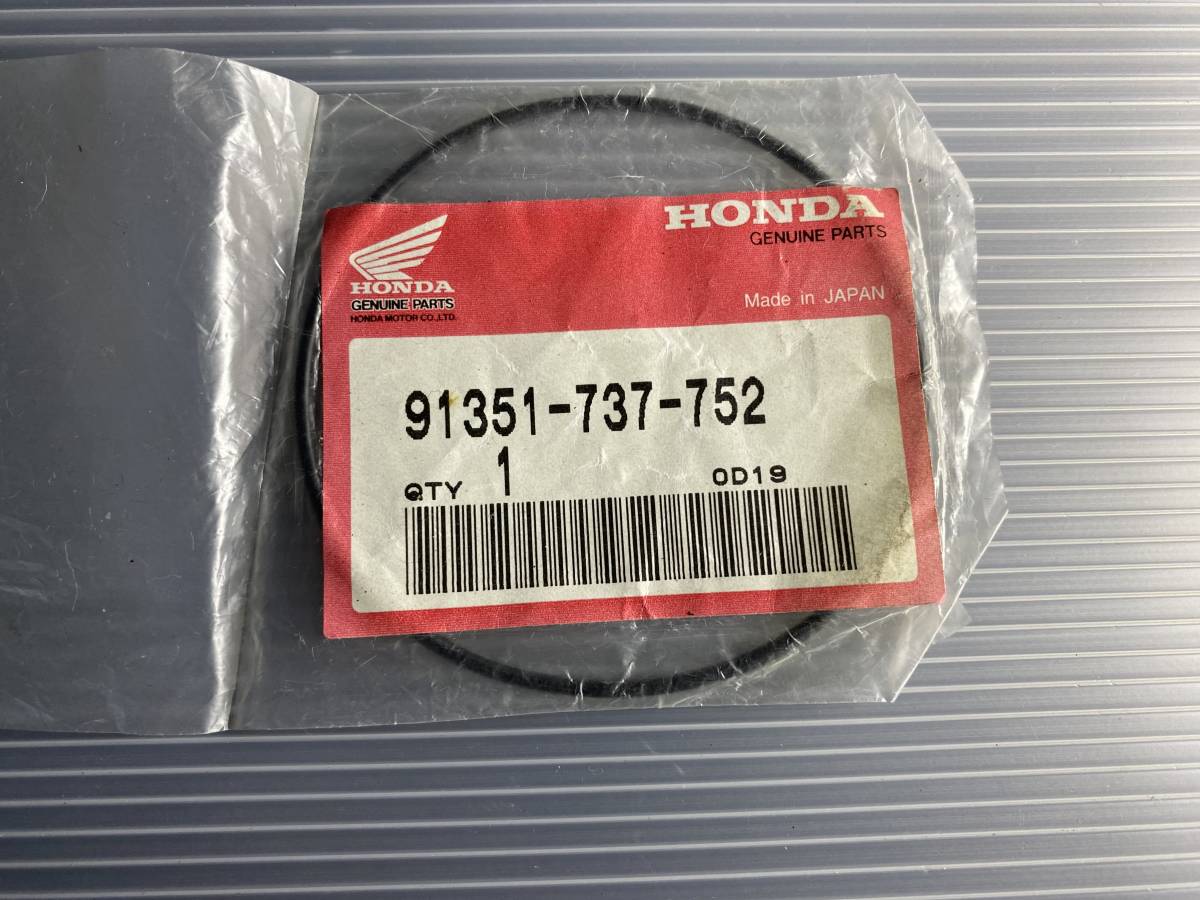 HONDA
GENUINE PARTS
HONDA MOTOR CO.,LTD.
HONDA
GENUINE PARTS
Made in JAPAN
91351-737-752
QTY 1 0D19